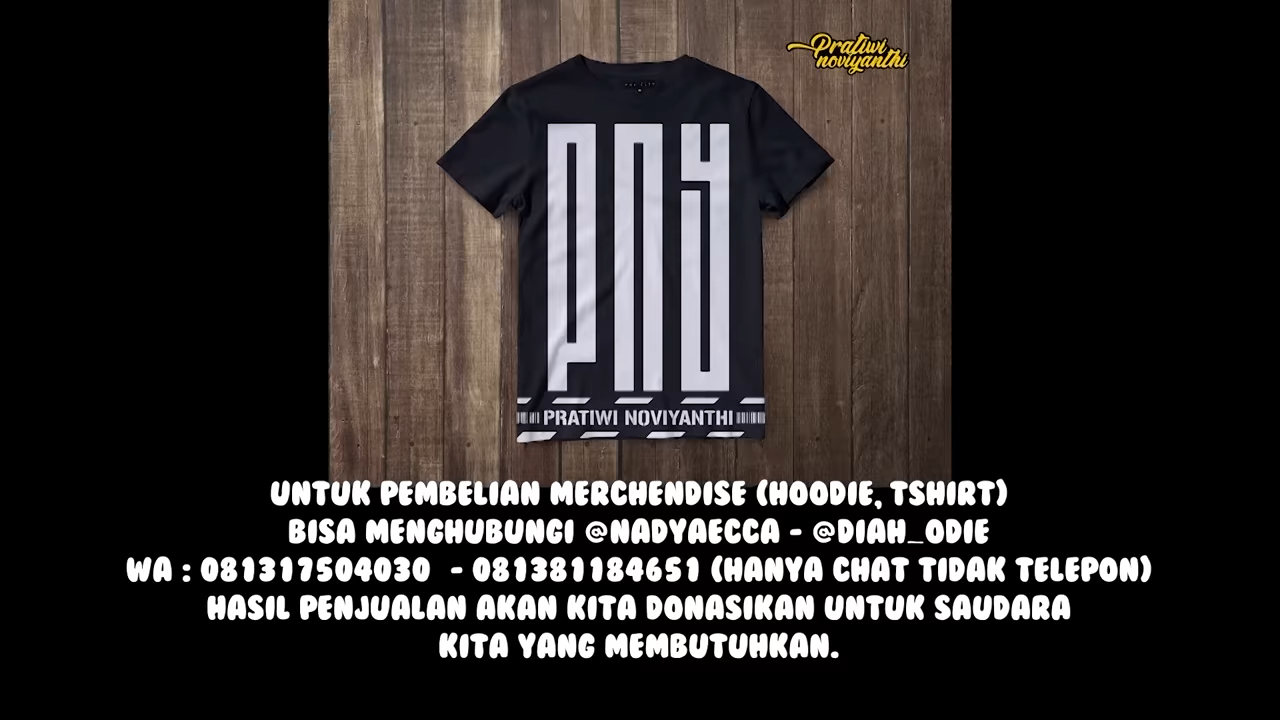 Pratiwi
noviyanthi
PNY
PRATIWI NOVIYANTHI
UNTUK PEMBELIAN MERCHENDISE (HOODIE, TSHIRT)
BISA MENGHUBUNGI @NADYAECCA - @DIAH_ODIE
WA : 081317504030 - 081381184651 (HANYA CHAT TIDAK TELEPON)
HASIL PENJUALAN AKAN KITA DONASIKAN UNTUK SAUDARA
KITA YANG MEMBUTUHKAN.